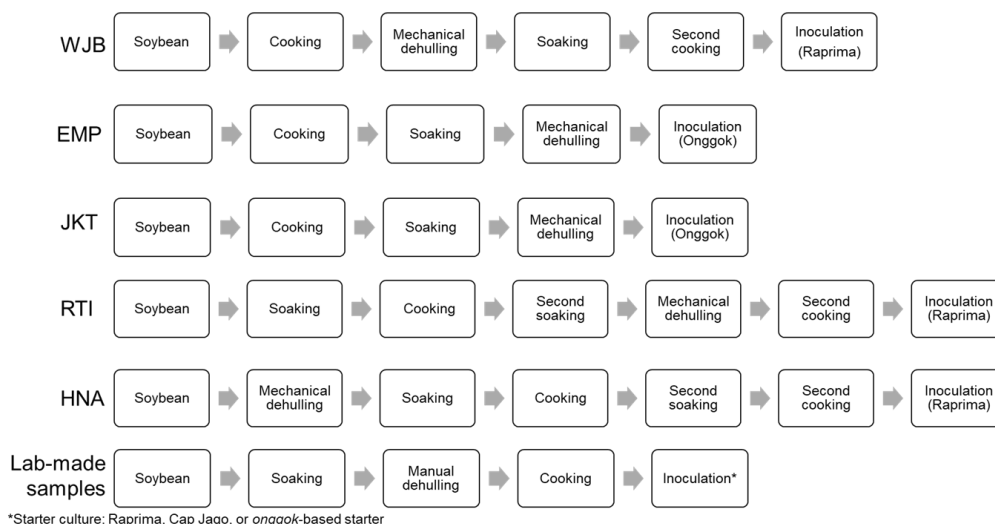 WJB
Soybean
Cooking
Mechanical
dehulling
Soaking
Second
cooking
Inoculation
(Raprima)
EMP
Soybean
Cooking
Soaking
Mechanical
dehulling
Inoculation
(Onggok)
JKT
Soybean
Cooking
Soaking
Mechanical
dehulling
Inoculation
(Onggok)
RTI
Soybean
Soaking
Cooking
Second
soaking
Mechanical
dehulling
Second
cooking
Inoculation
(Raprima)
HNA
Soybean
Mechanical
dehulling
Soaking
Cooking
Second
soaking
Second
cooking
Inoculation
(Raprima)
Lab-made
samples
Soybean
Soaking
Manual
dehulling
Cooking
Inoculation*
*Starter culture: Raprima, Cap Jago, or onggok-based starter